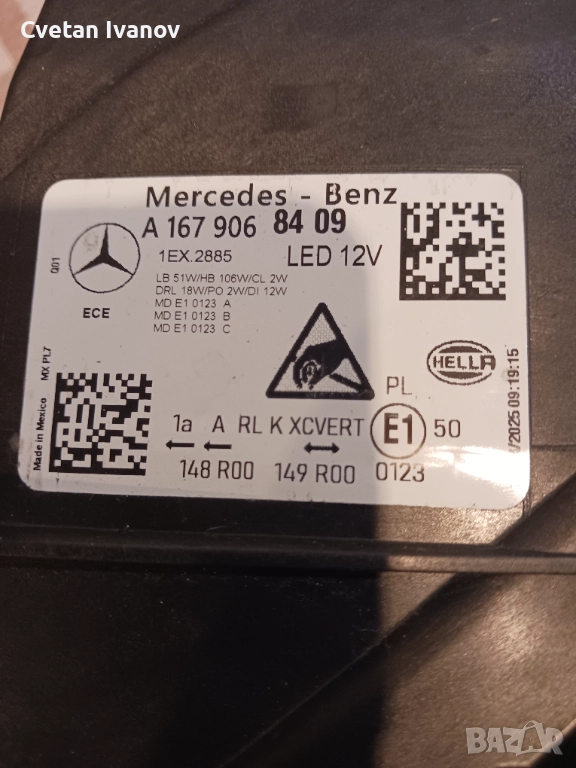 Cvetan Ivanov
Mercedes - Benz
A 167 906 84 09
1EX.2885 LED 12V
LB 51W/HB 106W/CL 2W
DRL 18W/PO 2W/DI 12W
MD E1 0123 A
MD E1 0123 B
MD E1 0123 C
ECE
Q01
MX PL7
Made in Mexico
HELLA
PL
1a A RL K XCVERT E1 50
148 R00 149 R00 0123
/2025 09:19:15
BAZAR